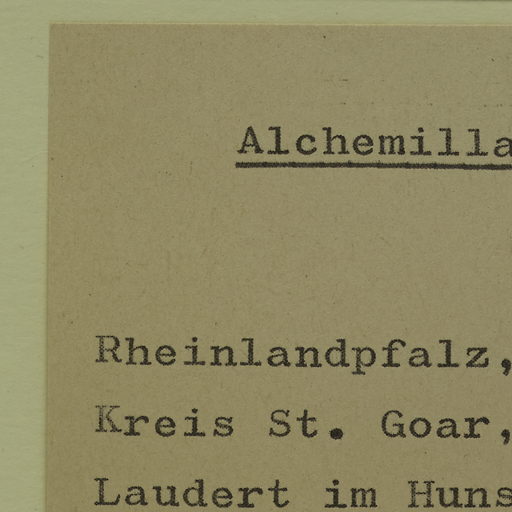 Alchemilla
Rheinlandpfalz,
Kreis St. Goar,
Laudert im Huns